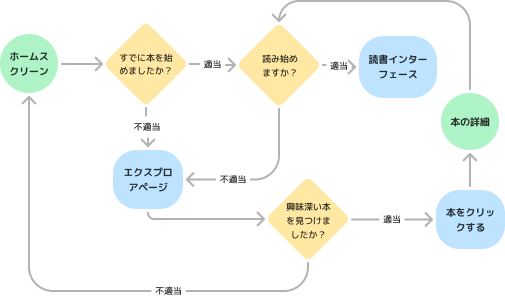 ホームス
クリーン
すでに本を始
めましたか？
適当
読み始め
ますか？
適当
読書インター
フェース
不適当
本の詳細
エクスプロ
アページ
不適当
興味深い本
を見つけま
したか？
適当
本をクリッ
クする
不適当